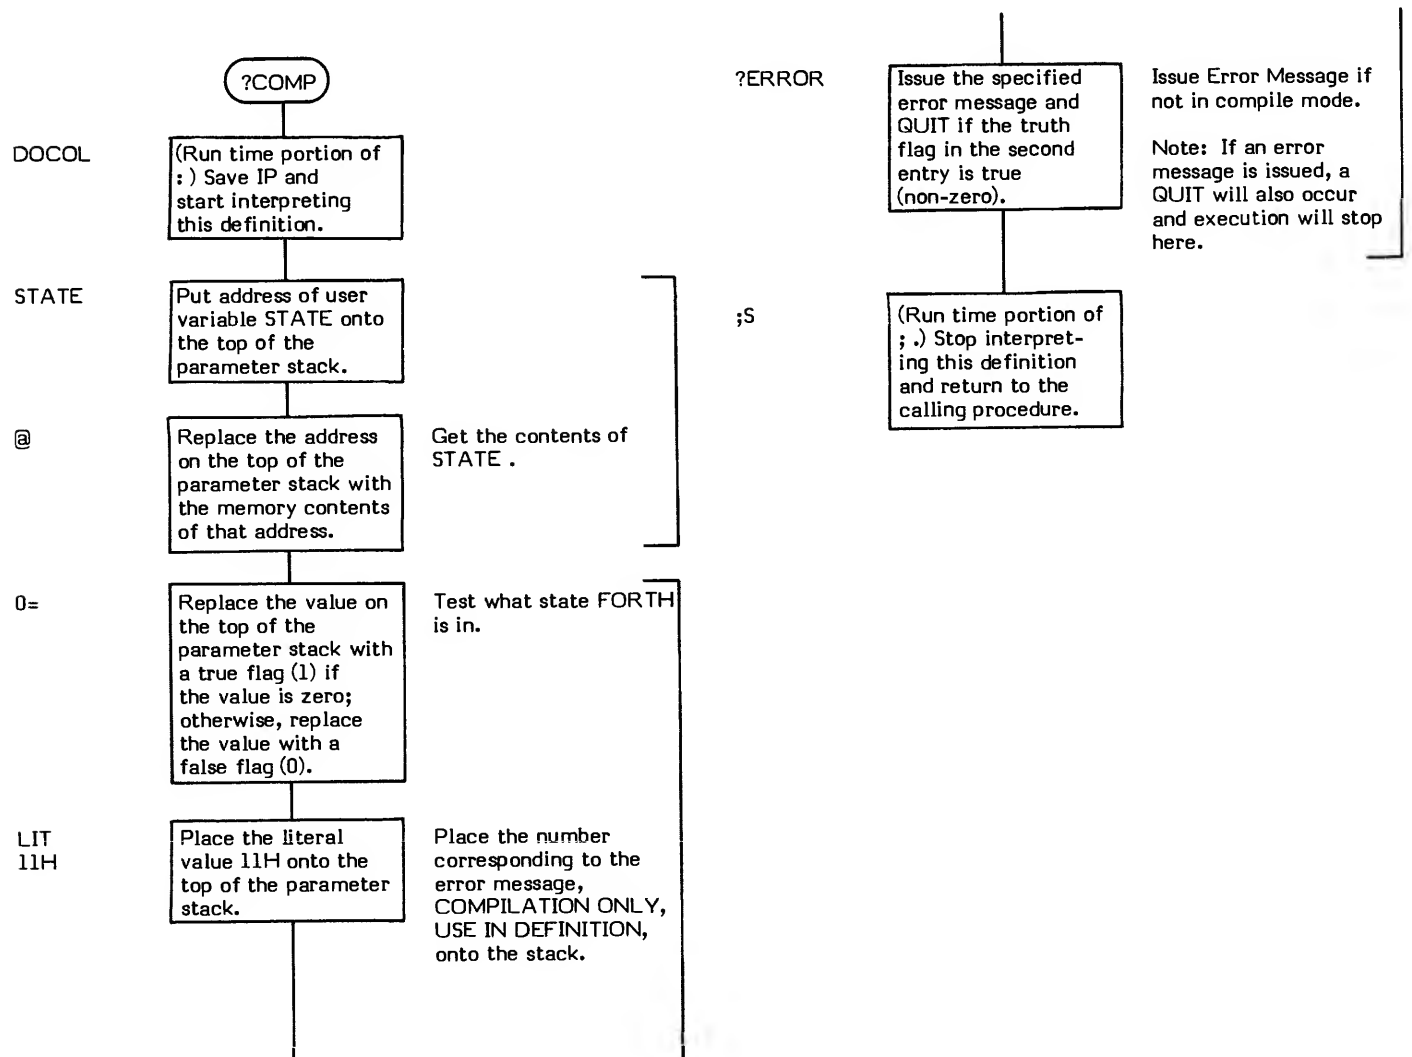 ?COMP
DOCOL
(Run time portion of
: ) Save IP and
start interpreting
this definition.
STATE
Put address of user
variable STATE onto
the top of the
parameter stack.
@
Replace the address
on the top of the
parameter stack with
the memory contents
of that address.
Get the contents of
STATE .
0=
Replace the value on
the top of the
parameter stack with
a true flag (1) if
the value is zero;
otherwise, replace
the value with a
false flag (0).
Test what state FORTH
is in.
LIT
11H
Place the literal
value 11H onto the
top of the parameter
stack.
Place the number
corresponding to the
error message,
COMPILATION ONLY,
USE IN DEFINITION,
onto the stack.
?ERROR
Issue the specified
error message and
QUIT if the truth
flag in the second
entry is true
(non-zero).
Issue Error Message if
not in compile mode.
Note: If an error
message is issued, a
QUIT will also occur
and execution will stop
here.
;S
(Run time portion of
; .) Stop interpret-
ing this definition
and return to the
calling procedure.